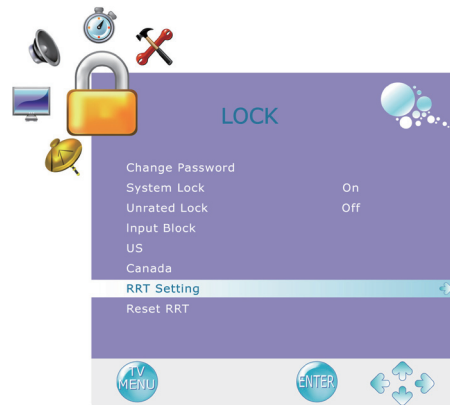 LOCK
Change Password
System Lock On
Unrated Lock Off
Input Block
US
Canada
RRT Setting
Reset RRT
TV
MENU
ENTER